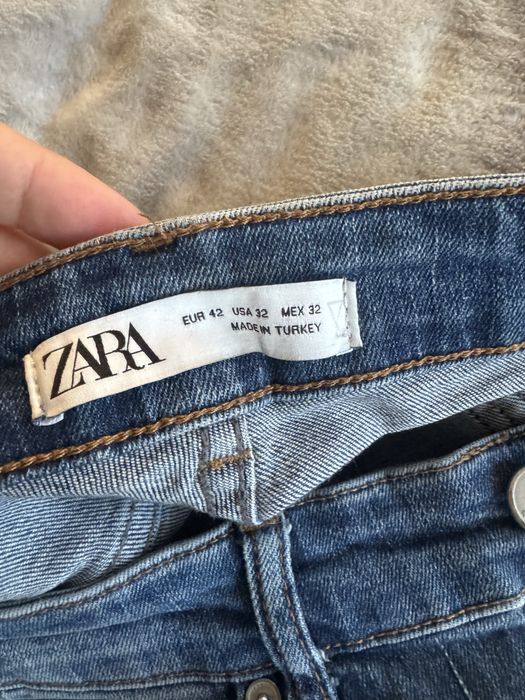 ZARA
EUR 42 USA 32 MEX 32
MADE IN TURKEY